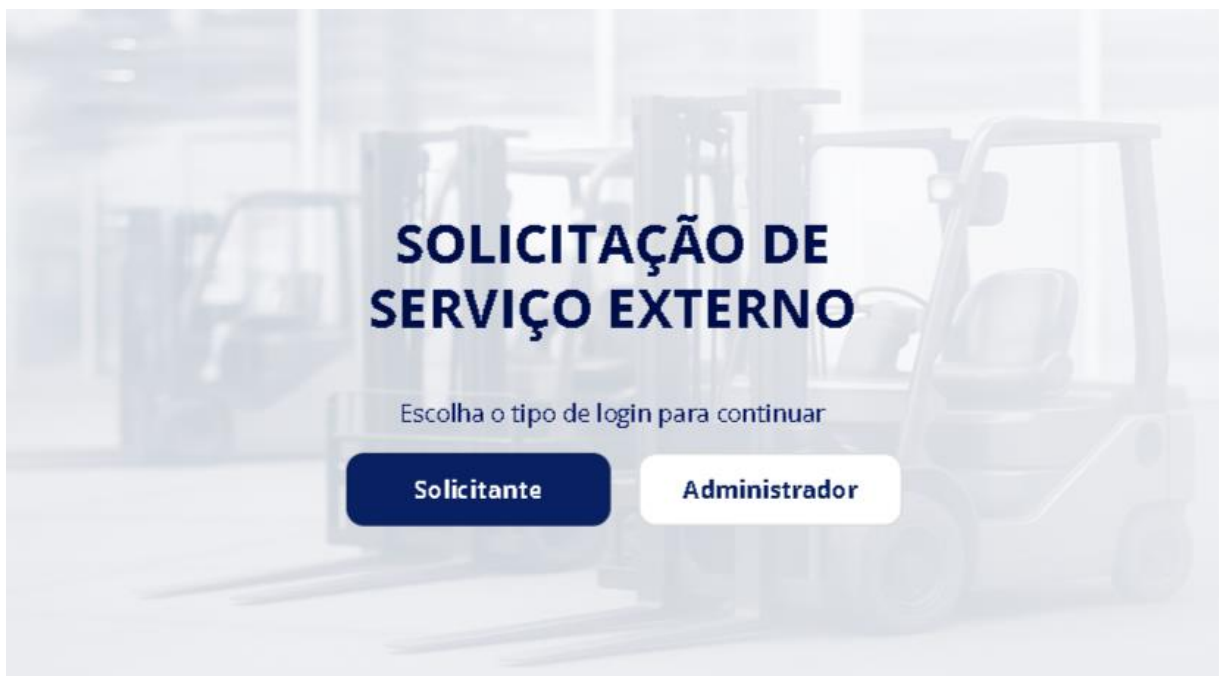 SOLICITAÇÃO DE
SERVIÇO EXTERNO
Escolha o tipo de login para continuar
Solicitante
Administrador